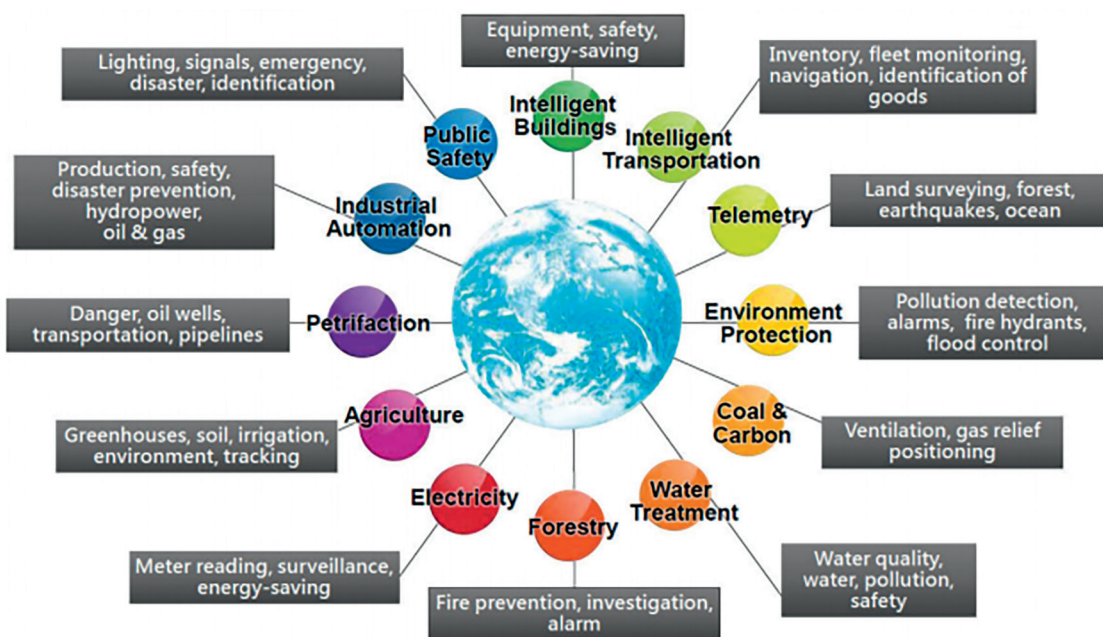 Equipment, safety,
energy-saving
Intelligent
Buildings
Inventory, fleet monitoring,
navigation, identification of
goods
Intelligent
Transportation
Land surveying, forest,
earthquakes, ocean
Telemetry
Pollution detection,
alarms, fire hydrants,
flood control
Environment
Protection
Ventilation, gas relief
positioning
Coal &
Carbon
Water quality,
water, pollution,
safety
Water
Treatment
Fire prevention, investigation,
alarm
Forestry
Meter reading, surveillance,
energy-saving
Electricity
Greenhouses, soil, irrigation,
environment, tracking
Agriculture
Danger, oil wells,
transportation, pipelines
Petrifaction
Production, safety,
disaster prevention,
hydropower,
oil & gas
Industrial
Automation
Lighting, signals, emergency,
disaster, identification
Public
Safety